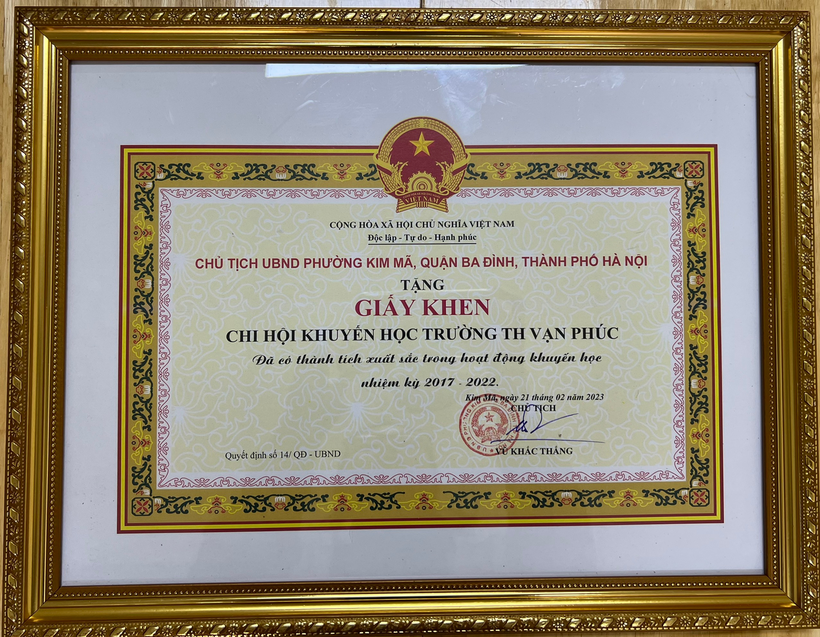 VIỆT NAM
CỘNG HÒA XÃ HỘI CHỦ NGHĨA VIỆT NAM
Độc lập - Tự do - Hạnh phúc
CHỦ TỊCH UBND PHƯỜNG KIM MÃ, QUẬN BA ĐÌNH, THÀNH PHỐ HÀ NỘI
TẶNG
GIẤY KHEN
CHI HỘI KHUYẾN HỌC TRƯỜNG TH VẠN PHÚC
Đã có thành tích xuất sắc trong hoạt động khuyến học
nhiệm kỳ 2017 - 2022.
Kim Mã, ngày 21 tháng 02 năm 2023
CHỦ TỊCH
VŨ KHẮC THẮNG
Quyết định số 14/ QĐ - UBND